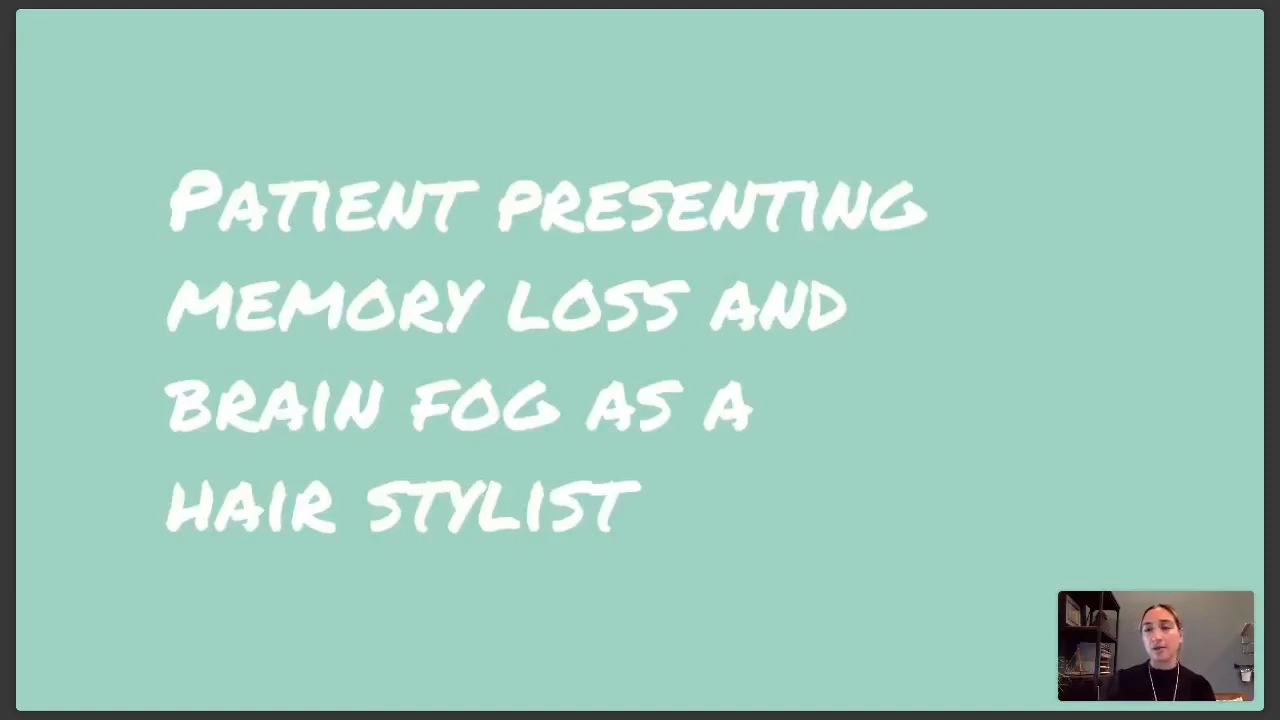 Patient presenting
memory loss and
brain fog as a
hair stylist